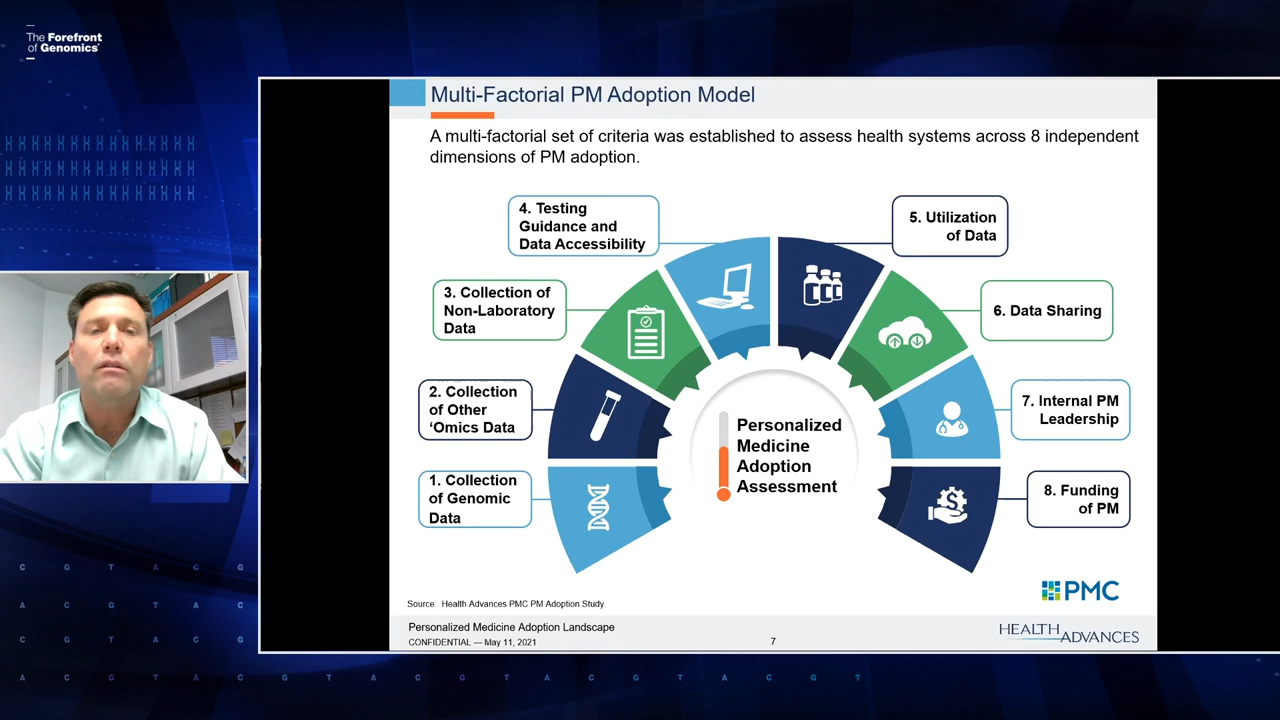 The Forefront
of Genomics®
Multi-Factorial PM Adoption Model
A multi-factorial set of criteria was established to assess health systems across 8 independent
dimensions of PM adoption.
4. Testing
Guidance and
Data Accessibility
5. Utilization
of Data
3. Collection of
Non-Laboratory
Data
6. Data Sharing
2. Collection
of Other
‘Omics Data
7. Internal PM
Leadership
Personalized
Medicine
Adoption
Assessment
1. Collection
of Genomic
Data
8. Funding
of PM
PMC
Source: Health Advances PMC PM Adoption Study.
Personalized Medicine Adoption Landscape
CONFIDENTIAL — May 11, 2021
7
HEALTH ADVANCES
C G T A C G
A C G T A C
C G T A C G
A C G T A C G T A C G T A C G T